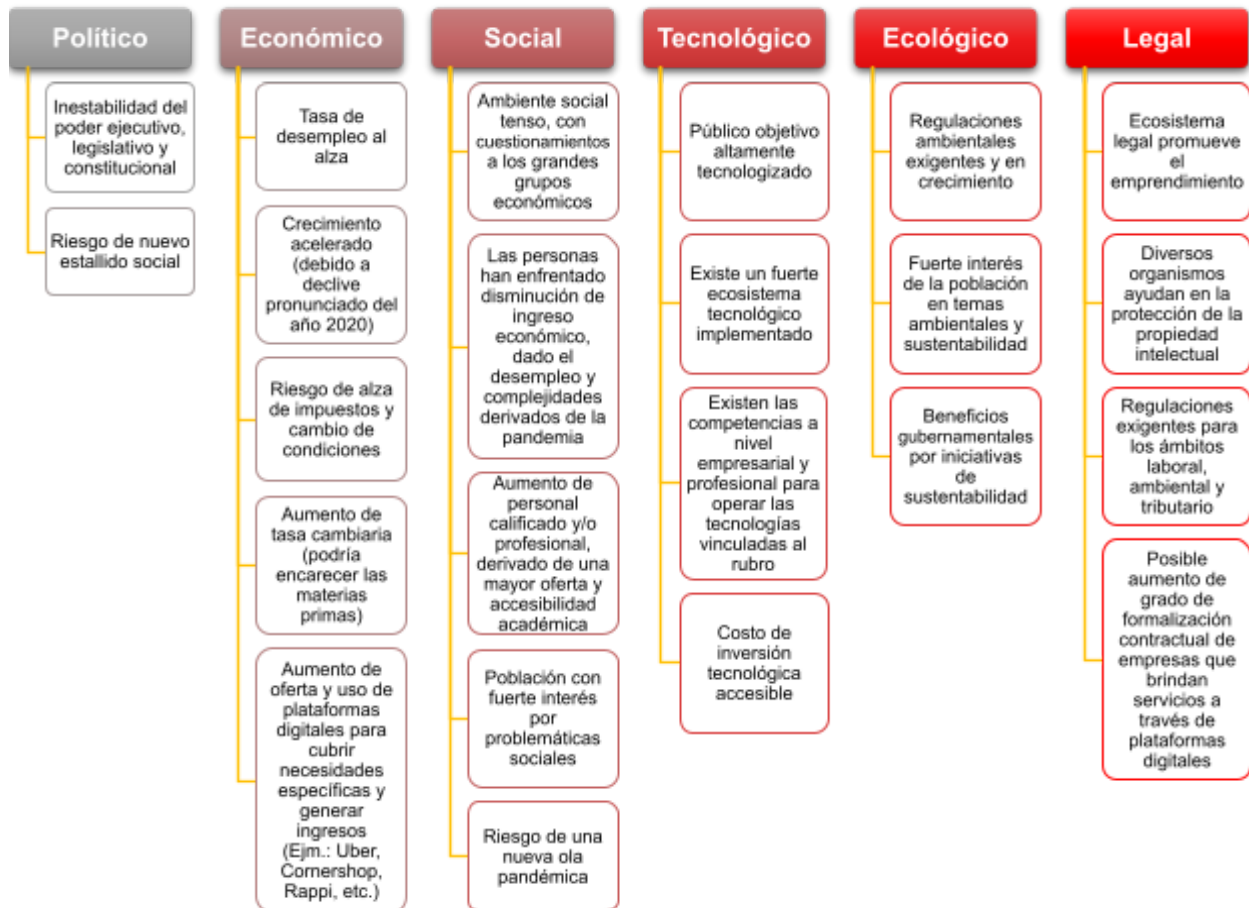 Político
Inestabilidad del
poder ejecutivo,
legislativo y
constitucional
Riesgo de nuevo
estallido social
Económico
Tasa de
desempleo al
alza
Crecimiento
acelerado
(debido a
declive
pronunciado del
año 2020)
Riesgo de alza
de impuestos y
cambio de
condiciones
Aumento de
tasa cambiaria
(podría
encarecer las
materias
primas)
Aumento de
oferta y uso de
plataformas
digitales para
cubrir
necesidades
específicas y
generar
ingresos
(Ejm.: Uber,
Cornershop,
Rappi, etc.)
Social
Ambiente social
tenso, con
cuestionamientos
a los grandes
grupos
económicos
Las personas
han enfrentado
disminución de
ingreso
económico,
dado el
desempleo y
complejidades
derivados de la
pandemia
Aumento de
personal
calificado y/o
profesional,
derivado de una
mayor oferta y
accesibilidad
académica
Población con
fuerte interés
por
problemáticas
sociales
Riesgo de una
nueva ola
pandémica
Tecnológico
Público objetivo
altamente
tecnologizado
Existe un fuerte
ecosistema
tecnológico
implementado
Existen las
competencias a
nivel
empresarial y
profesional para
operar las
tecnologías
vinculadas al
rubro
Costo de
inversión
tecnológica
accesible
Ecológico
Regulaciones
ambientales
exigentes y en
crecimiento
Fuerte interés
de la población
en temas
ambientales y
sustentabilidad
Beneficios
gubernamentales
por iniciativas
de
sustentabilidad
Legal
Ecosistema
legal promueve
el
emprendimiento
Diversos
organismos
ayudan en la
protección de la
propiedad
intelectual
Regulaciones
exigentes para
los ámbitos
laboral,
ambiental y
tributario
Posible
aumento de
grado de
formalización
contractual de
empresas que
brindan
servicios a
través de
plataformas
digitales